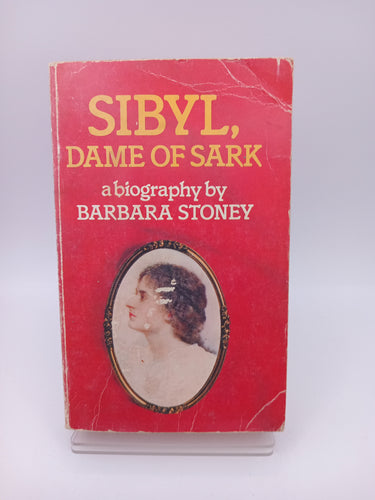 SIBYL,
DAME OF SARK
a biography by
BARBARA STONEY